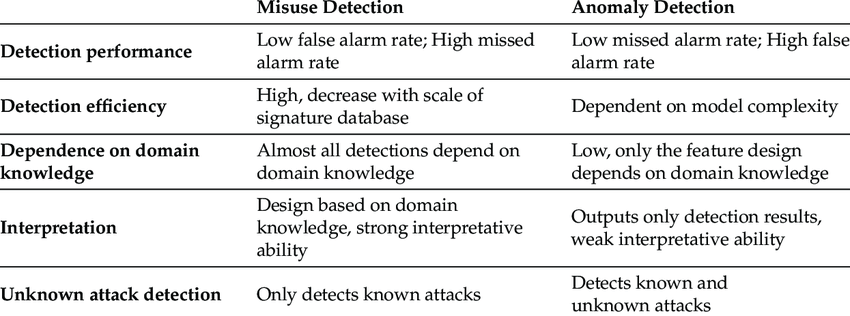 Misuse Detection
Anomaly Detection
Detection performance
Low false alarm rate; High missed
alarm rate
Low missed alarm rate; High false
alarm rate
Detection efficiency
High, decrease with scale of
signature database
Dependent on model complexity
Dependence on domain
knowledge
Almost all detections depend on
domain knowledge
Low, only the feature design
depends on domain knowledge
Interpretation
Design based on domain
knowledge, strong interpretative
ability
Outputs only detection results,
weak interpretative ability
Unknown attack detection
Only detects known attacks
Detects known and
unknown attacks